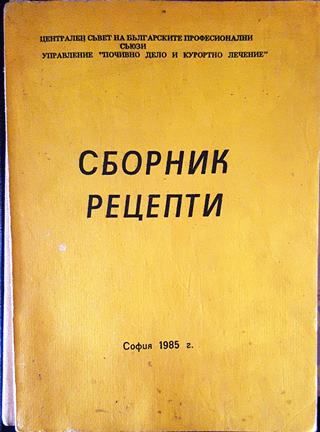 ЦЕНТРАЛЕН СЪВЕТ НА БЪЛГАРСКИТЕ ПРОФЕСИОНАЛНИ
СЪЮЗИ
УПРАВЛЕНИЕ "ПОЧИВНО ДЕЛО И КУРОРТНО ЛЕЧЕНИЕ"
СБОРНИК
РЕЦЕПТИ
София 1985 г.